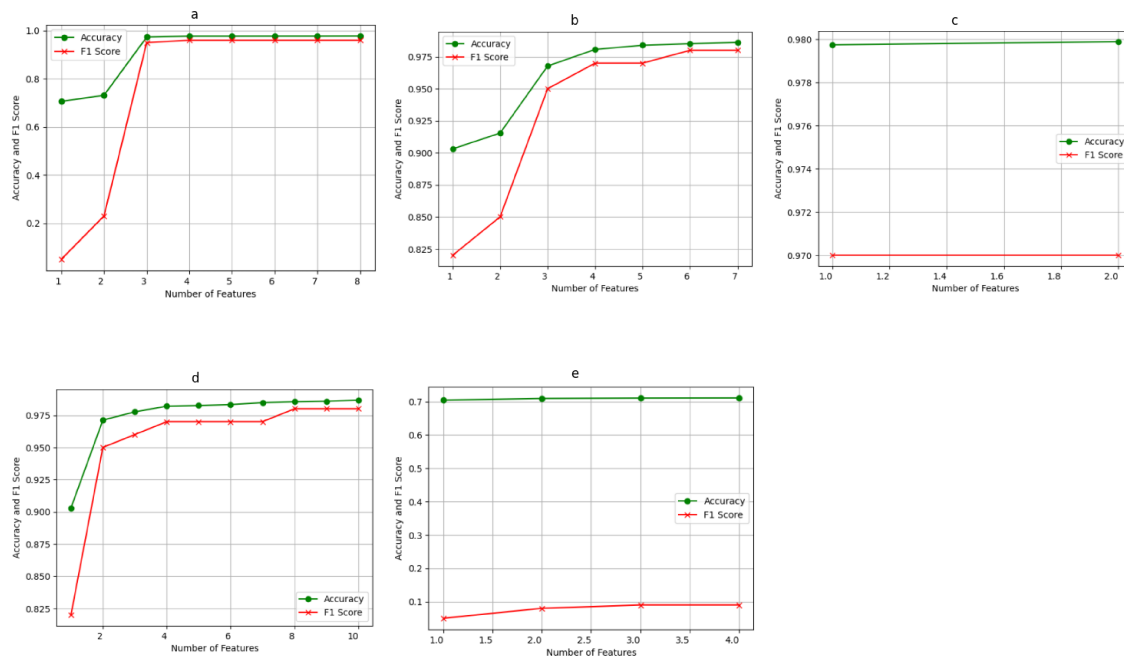 a
1.0
0.8
0.6
0.4
0.2
Accuracy and F1 Score
Accuracy
F1 Score
1 2 3 4 5 6 7 8
Number of Features
b
0.975
0.950
0.925
0.900
0.875
0.850
0.825
Accuracy and F1 Score
Accuracy
F1 Score
1 2 3 4 5 6 7
Number of Features
c
0.980
0.978
0.976
0.974
0.972
0.970
Accuracy and F1 Score
Accuracy
F1 Score
1.0 1.2 1.4 1.6 1.8 2.0
Number of Features
d
0.975
0.950
0.925
0.900
0.875
0.850
0.825
Accuracy and F1 Score
Accuracy
F1 Score
2 4 6 8 10
Number of Features
e
0.7
0.6
0.5
0.4
0.3
0.2
0.1
Accuracy and F1 Score
Accuracy
F1 Score
1.0 1.5 2.0 2.5 3.0 3.5 4.0
Number of Features